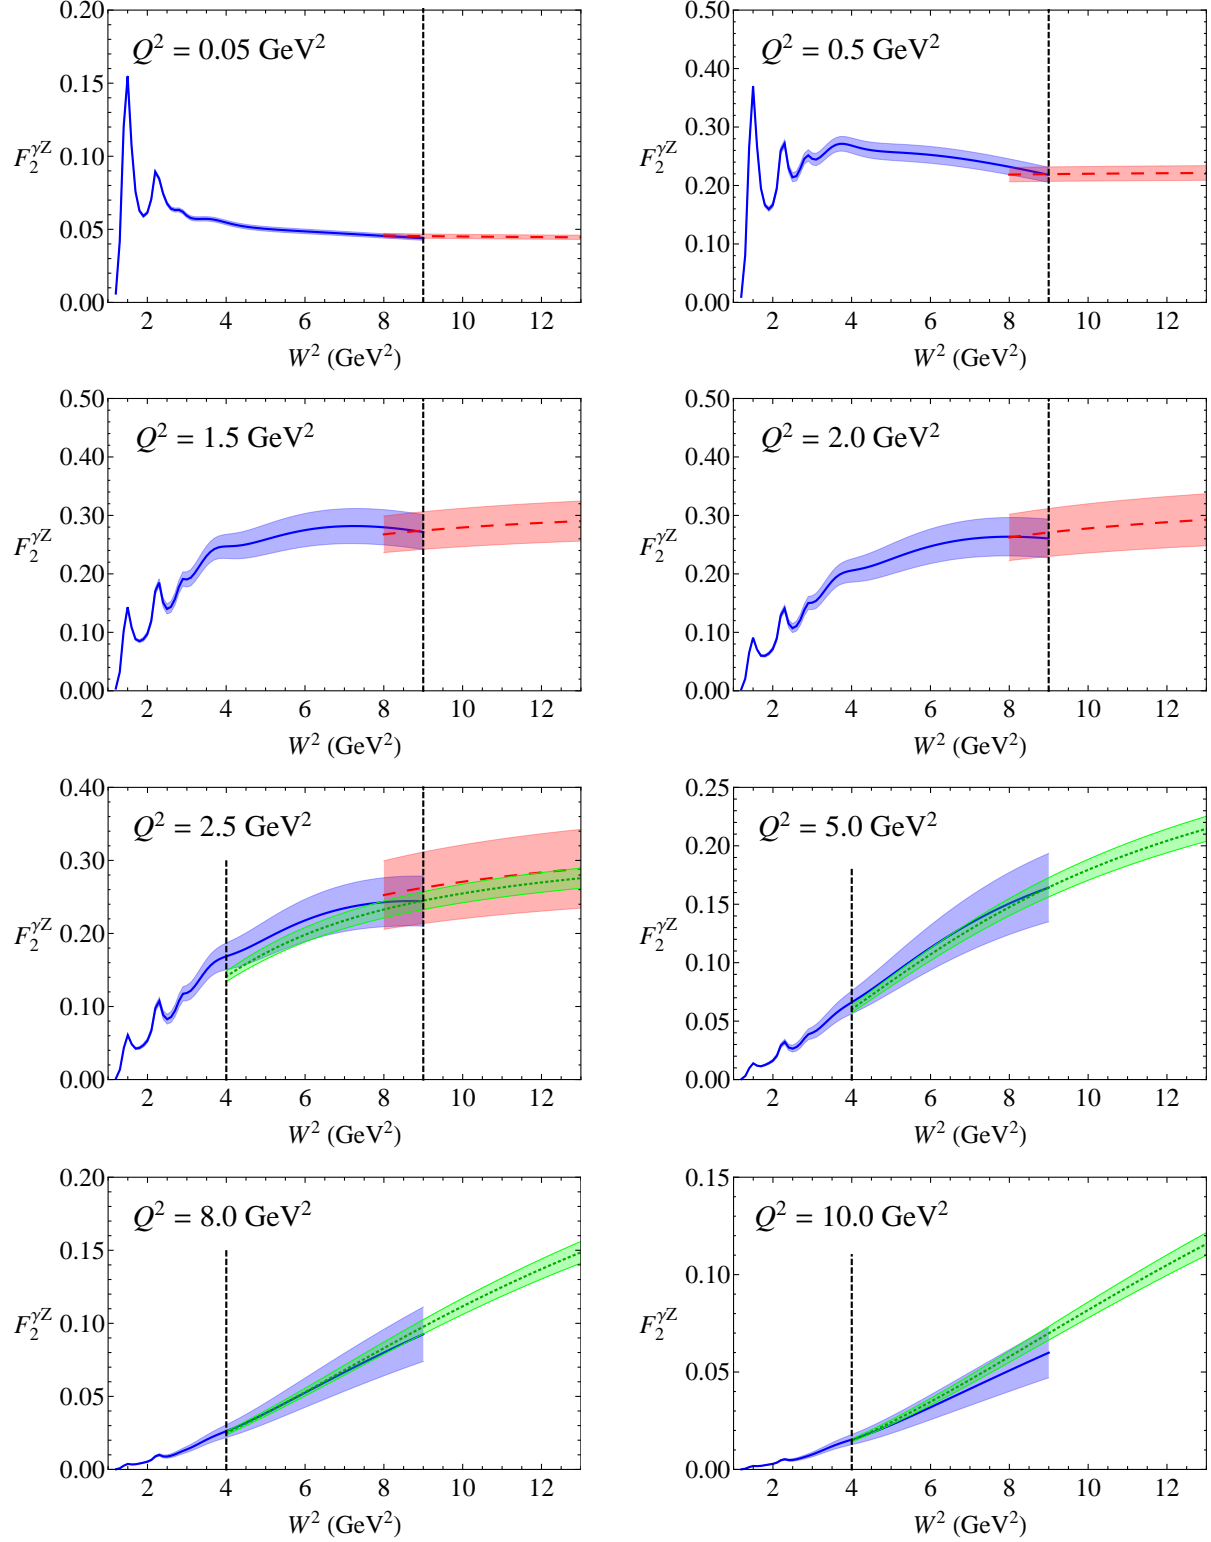 Q² = 0.05 GeV²
F₂^γZ
0.20
0.15
0.10
0.05
0.00
2 4 6 8 10 12
W² (GeV²)
Q² = 0.5 GeV²
F₂^γZ
0.50
0.40
0.30
0.20
0.10
0.00
2 4 6 8 10 12
W² (GeV²)
Q² = 1.5 GeV²
F₂^γZ
0.50
0.40
0.30
0.20
0.10
0.00
2 4 6 8 10 12
W² (GeV²)
Q² = 2.0 GeV²
F₂^γZ
0.50
0.40
0.30
0.20
0.10
0.00
2 4 6 8 10 12
W² (GeV²)
Q² = 2.5 GeV²
F₂^γZ
0.40
0.30
0.20
0.10
0.00
2 4 6 8 10 12
W² (GeV²)
Q² = 5.0 GeV²
F₂^γZ
0.25
0.20
0.15
0.10
0.05
0.00
2 4 6 8 10 12
W² (GeV²)
Q² = 8.0 GeV²
F₂^γZ
0.20
0.15
0.10
0.05
0.00
2 4 6 8 10 12
W² (GeV²)
Q² = 10.0 GeV²
F₂^γZ
0.15
0.10
0.05
0.00
2 4 6 8 10 12
W² (GeV²)